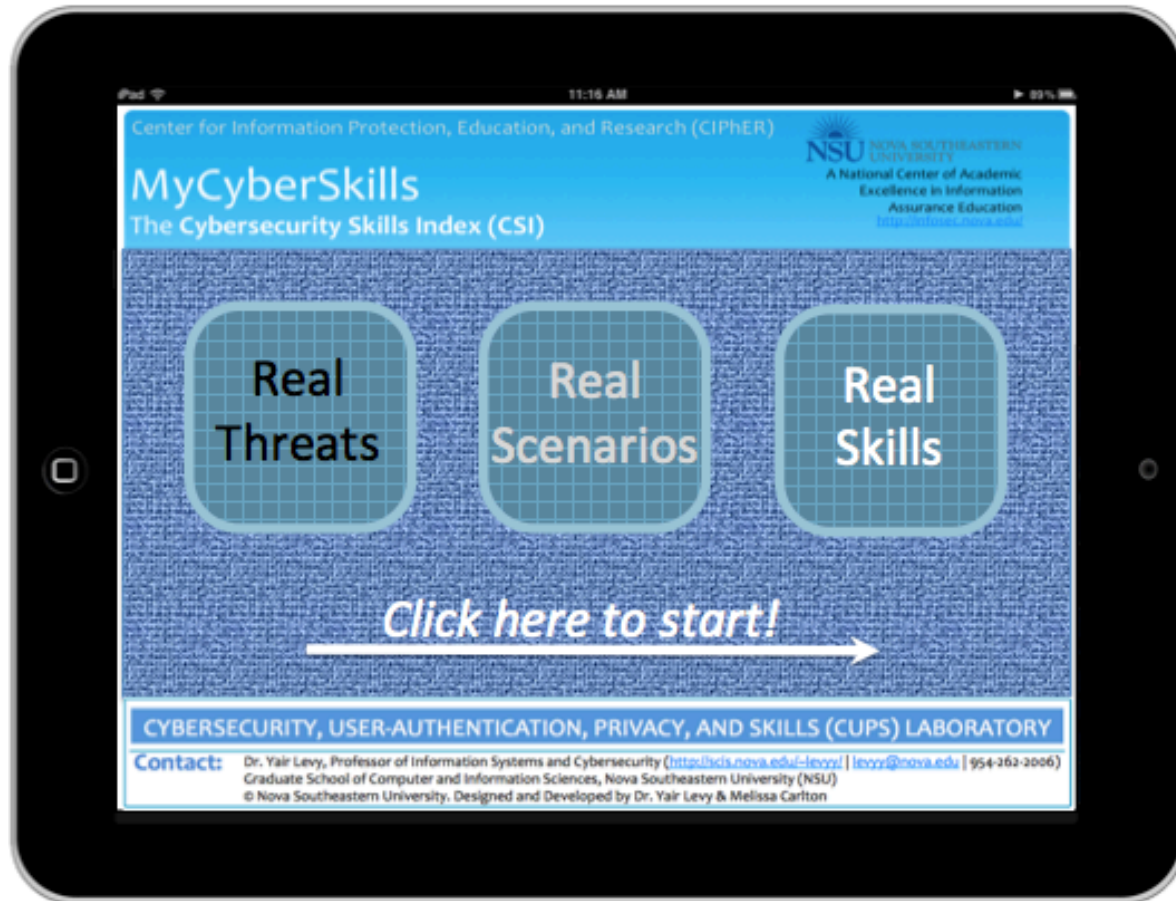 iPad
11:16 AM
89%
Center for Information Protection, Education, and Research (CIPhER)
MyCyberSkills
The Cybersecurity Skills Index (CSI)
NSU NOVA SOUTHEASTERN
UNIVERSITY
A National Center of Academic
Excellence in Information
Assurance Education
http://infosec.nova.edu/
Real
Threats
Real
Scenarios
Real
Skills
Click here to start!
CYBERSECURITY, USER-AUTHENTICATION, PRIVACY, AND SKILLS (CUPS) LABORATORY
Contact: Dr. Yair Levy, Professor of Information Systems and Cybersecurity (http://scis.nova.edu/~levyy/ | levyy@nova.edu | 954-262-2006)
Graduate School of Computer and Information Sciences, Nova Southeastern University (NSU)
© Nova Southeastern University. Designed and Developed by Dr. Yair Levy & Melissa Carlton